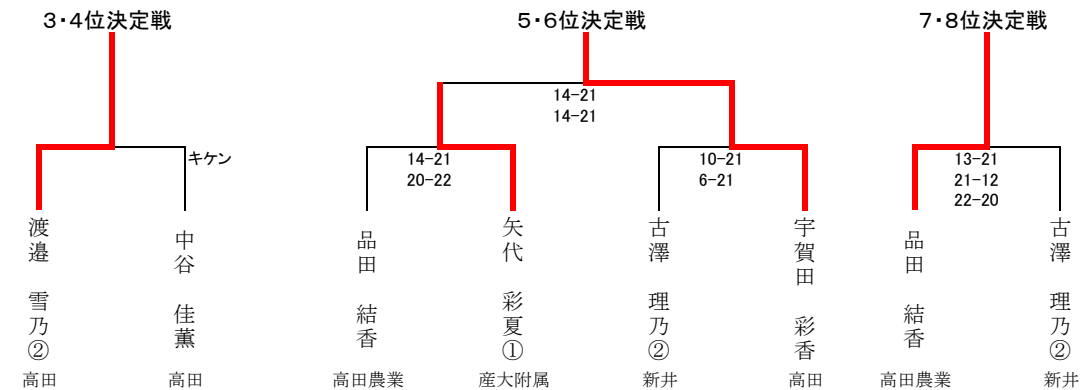 3・4位決定戦
5・6位決定戦
7・8位決定戦
14-21
14-21
キケン
14-21
20-22
10-21
6-21
13-21
21-12
22-20
渡邉 雪乃②
中谷 佳薫
品田 結香
矢代 彩夏①
古澤 理乃②
宇賀田 彩香
品田 結香
古澤 理乃②
高田
高田
高田農業
産大附属
新井
高田
高田農業
新井